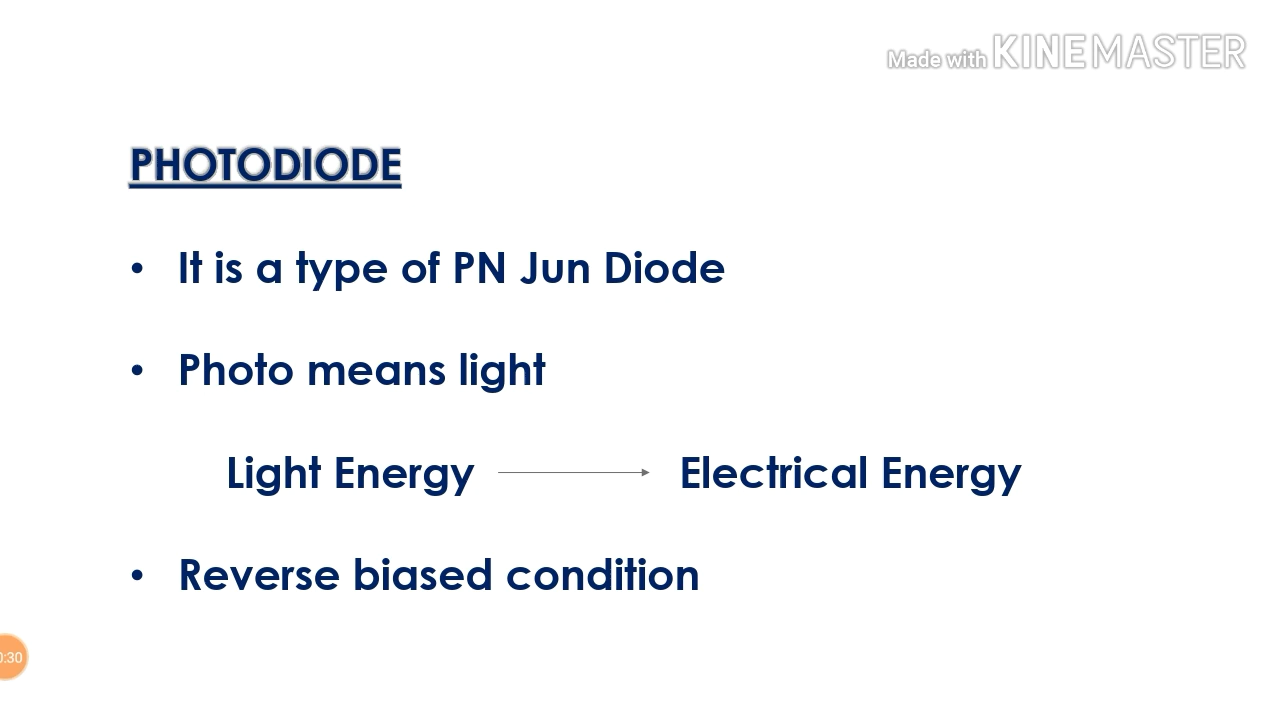 Made with KINEMASTER
PHOTODIODE
• It is a type of PN Jun Diode
• Photo means light
Light Energy Electrical Energy
• Reverse biased condition
:30